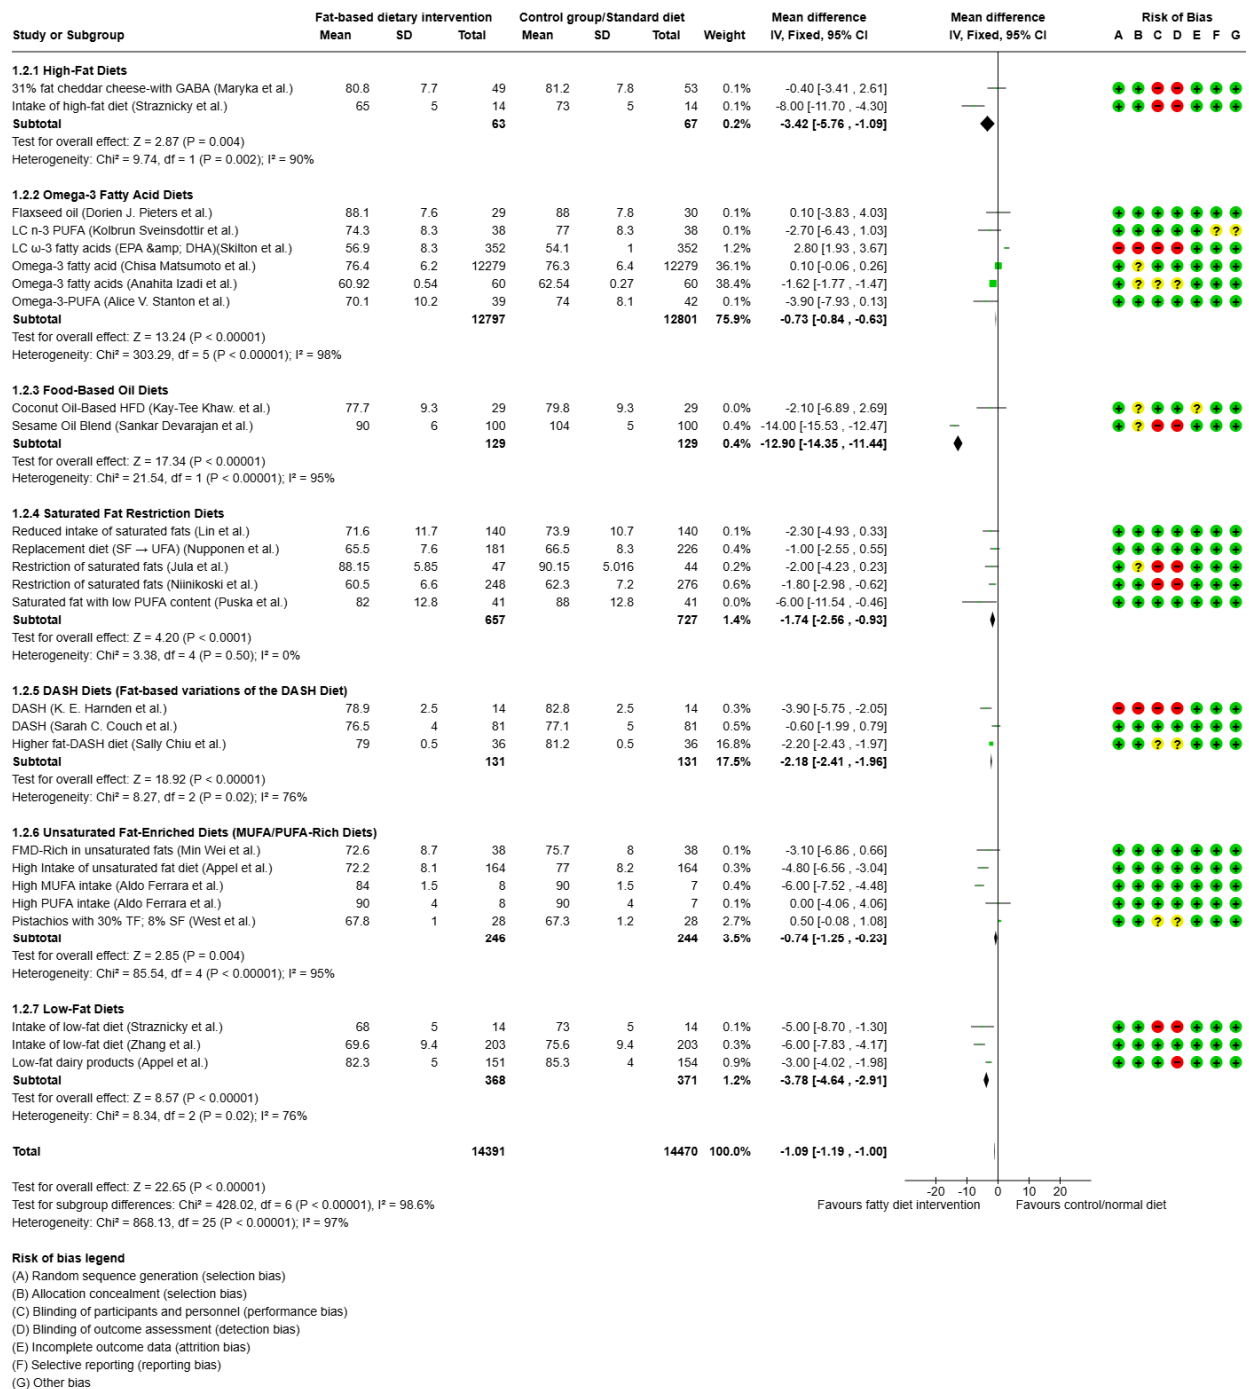 Fat-based dietary intervention Control group/Standard diet Mean difference Mean difference Risk of Bias
Study or Subgroup Mean SD Total Mean SD Total Weight IV, Fixed, 95% CI IV, Fixed, 95% CI A B C D E F G
1.2.1 High-Fat Diets
31% fat cheddar cheese-with GABA (Maryka et al.) 80.8 7.7 49 81.2 7.8 53 0.1% -0.40 [-3.41 , 2.61] + + - - + + +
Intake of high-fat diet (Straznicky et al.) 65 5 14 73 5 14 0.1% -8.00 [-11.70 , -4.30] + + - - + + +
Subtotal 63 67 0.2% -3.42 [-5.76 , -1.09]
Test for overall effect: Z = 2.87 (P = 0.004)
Heterogeneity: Chi² = 9.74, df = 1 (P = 0.002); I² = 90%
1.2.2 Omega-3 Fatty Acid Diets
Flaxseed oil (Dorien J. Pieters et al.) 88.1 7.6 29 88 7.8 30 0.1% 0.10 [-3.83 , 4.03] + + + + + + +
LC n-3 PUFA (Kolbrun Sveinsdottir et al.) 74.3 8.3 38 77 8.3 38 0.1% -2.70 [-6.43 , 1.03] + + + + + ? ?
LC ω-3 fatty acids (EPA &amp; DHA)(Skilton et al.) 56.9 8.3 352 54.1 1 352 1.2% 2.80 [1.93 , 3.67] - - - - + + +
Omega-3 fatty acid (Chisa Matsumoto et al.) 76.4 6.2 12279 76.3 6.4 12279 36.1% 0.10 [-0.06 , 0.26] + ? + + + + +
Omega-3 fatty acids (Anahita Izadi et al.) 60.92 0.54 60 62.54 0.27 60 38.4% -1.62 [-1.77 , -1.47] + ? ? ? + + +
Omega-3-PUFA (Alice V. Stanton et al.) 70.1 10.2 39 74 8.1 42 0.1% -3.90 [-7.93 , 0.13] + + + + + + +
Subtotal 12797 12801 75.9% -0.73 [-0.84 , -0.63]
Test for overall effect: Z = 13.24 (P < 0.00001)
Heterogeneity: Chi² = 303.29, df = 5 (P < 0.00001); I² = 98%
1.2.3 Food-Based Oil Diets
Coconut Oil-Based HFD (Kay-Tee Khaw. et al.) 77.7 9.3 29 79.8 9.3 29 0.0% -2.10 [-6.89 , 2.69] + ? + + ? + +
Sesame Oil Blend (Sankar Devarajan et al.) 90 6 100 104 5 100 0.4% -14.00 [-15.53 , -12.47] + ? - - + + +
Subtotal 129 129 0.4% -12.90 [-14.35 , -11.44]
Test for overall effect: Z = 17.34 (P < 0.00001)
Heterogeneity: Chi² = 21.54, df = 1 (P < 0.00001); I² = 95%
1.2.4 Saturated Fat Restriction Diets
Reduced intake of saturated fats (Lin et al.) 71.6 11.7 140 73.9 10.7 140 0.1% -2.30 [-4.93 , 0.33] + + + + + + +
Replacement diet (SF → UFA) (Nupponen et al.) 65.5 7.6 181 66.5 8.3 226 0.4% -1.00 [-2.55 , 0.55] + + + + + + +
Restriction of saturated fats (Jula et al.) 88.15 5.85 47 90.15 5.016 44 0.2% -2.00 [-4.23 , 0.23] + ? - - + + +
Restriction of saturated fats (Niinikoski et al.) 60.5 6.6 248 62.3 7.2 276 0.6% -1.80 [-2.98 , -0.62] + + - - + + +
Saturated fat with low PUFA content (Puska et al.) 82 12.8 41 88 12.8 41 0.0% -6.00 [-11.54 , -0.46] + + + + + + +
Subtotal 657 727 1.4% -1.74 [-2.56 , -0.93]
Test for overall effect: Z = 4.20 (P < 0.0001)
Heterogeneity: Chi² = 3.38, df = 4 (P = 0.50); I² = 0%
1.2.5 DASH Diets (Fat-based variations of the DASH Diet)
DASH (K. E. Harnden et al.) 78.9 2.5 14 82.8 2.5 14 0.3% -3.90 [-5.75 , -2.05] - - - - + + +
DASH (Sarah C. Couch et al.) 76.5 4 81 77.1 5 81 0.5% -0.60 [-1.99 , 0.79] + + + + + + +
Higher fat-DASH diet (Sally Chiu et al.) 79 0.5 36 81.2 0.5 36 16.8% -2.20 [-2.43 , -1.97] + + ? ? + + +
Subtotal 131 131 17.5% -2.18 [-2.41 , -1.96]
Test for overall effect: Z = 18.92 (P < 0.00001)
Heterogeneity: Chi² = 8.27, df = 2 (P = 0.02); I² = 76%
1.2.6 Unsaturated Fat-Enriched Diets (MUFA/PUFA-Rich Diets)
FMD-Rich in unsaturated fats (Min Wei et al.) 72.6 8.7 38 75.7 8 38 0.1% -3.10 [-6.86 , 0.66] + + + + + + +
High Intake of unsaturated fat diet (Appel et al.) 72.2 8.1 164 77 8.2 164 0.3% -4.80 [-6.56 , -3.04] + + + + + + +
High MUFA intake (Aldo Ferrara et al.) 84 1.5 8 90 1.5 7 0.4% -6.00 [-7.52 , -4.48] + + + + + + +
High PUFA intake (Aldo Ferrara et al.) 90 4 8 90 4 7 0.1% 0.00 [-4.06 , 4.06] + + + + + + +
Pistachios with 30% TF; 8% SF (West et al.) 67.8 1 28 67.3 1.2 28 2.7% 0.50 [-0.08 , 1.08] + + ? ? + + +
Subtotal 246 244 3.5% -0.74 [-1.25 , -0.23]
Test for overall effect: Z = 2.85 (P = 0.004)
Heterogeneity: Chi² = 85.54, df = 4 (P < 0.00001); I² = 95%
1.2.7 Low-Fat Diets
Intake of low-fat diet (Straznicky et al.) 68 5 14 73 5 14 0.1% -5.00 [-8.70 , -1.30] + + - - + + +
Intake of low-fat diet (Zhang et al.) 69.6 9.4 203 75.6 9.4 203 0.3% -6.00 [-7.83 , -4.17] + + + + + + +
Low-fat dairy products (Appel et al.) 82.3 5 151 85.3 4 154 0.9% -3.00 [-4.02 , -1.98] + + + - + + +
Subtotal 368 371 1.2% -3.78 [-4.64 , -2.91]
Test for overall effect: Z = 8.57 (P < 0.00001)
Heterogeneity: Chi² = 8.34, df = 2 (P = 0.02); I² = 76%
Total 14391 14470 100.0% -1.09 [-1.19 , -1.00]
Test for overall effect: Z = 22.65 (P < 0.00001)
Test for subgroup differences: Chi² = 428.02, df = 6 (P < 0.00001), I² = 98.6%
Heterogeneity: Chi² = 868.13, df = 25 (P < 0.00001); I² = 97%
-20 -10 0 10 20
Favours fatty diet intervention Favours control/normal diet
Risk of bias legend
(A) Random sequence generation (selection bias)
(B) Allocation concealment (selection bias)
(C) Blinding of participants and personnel (performance bias)
(D) Blinding of outcome assessment (detection bias)
(E) Incomplete outcome data (attrition bias)
(F) Selective reporting (reporting bias)
(G) Other bias